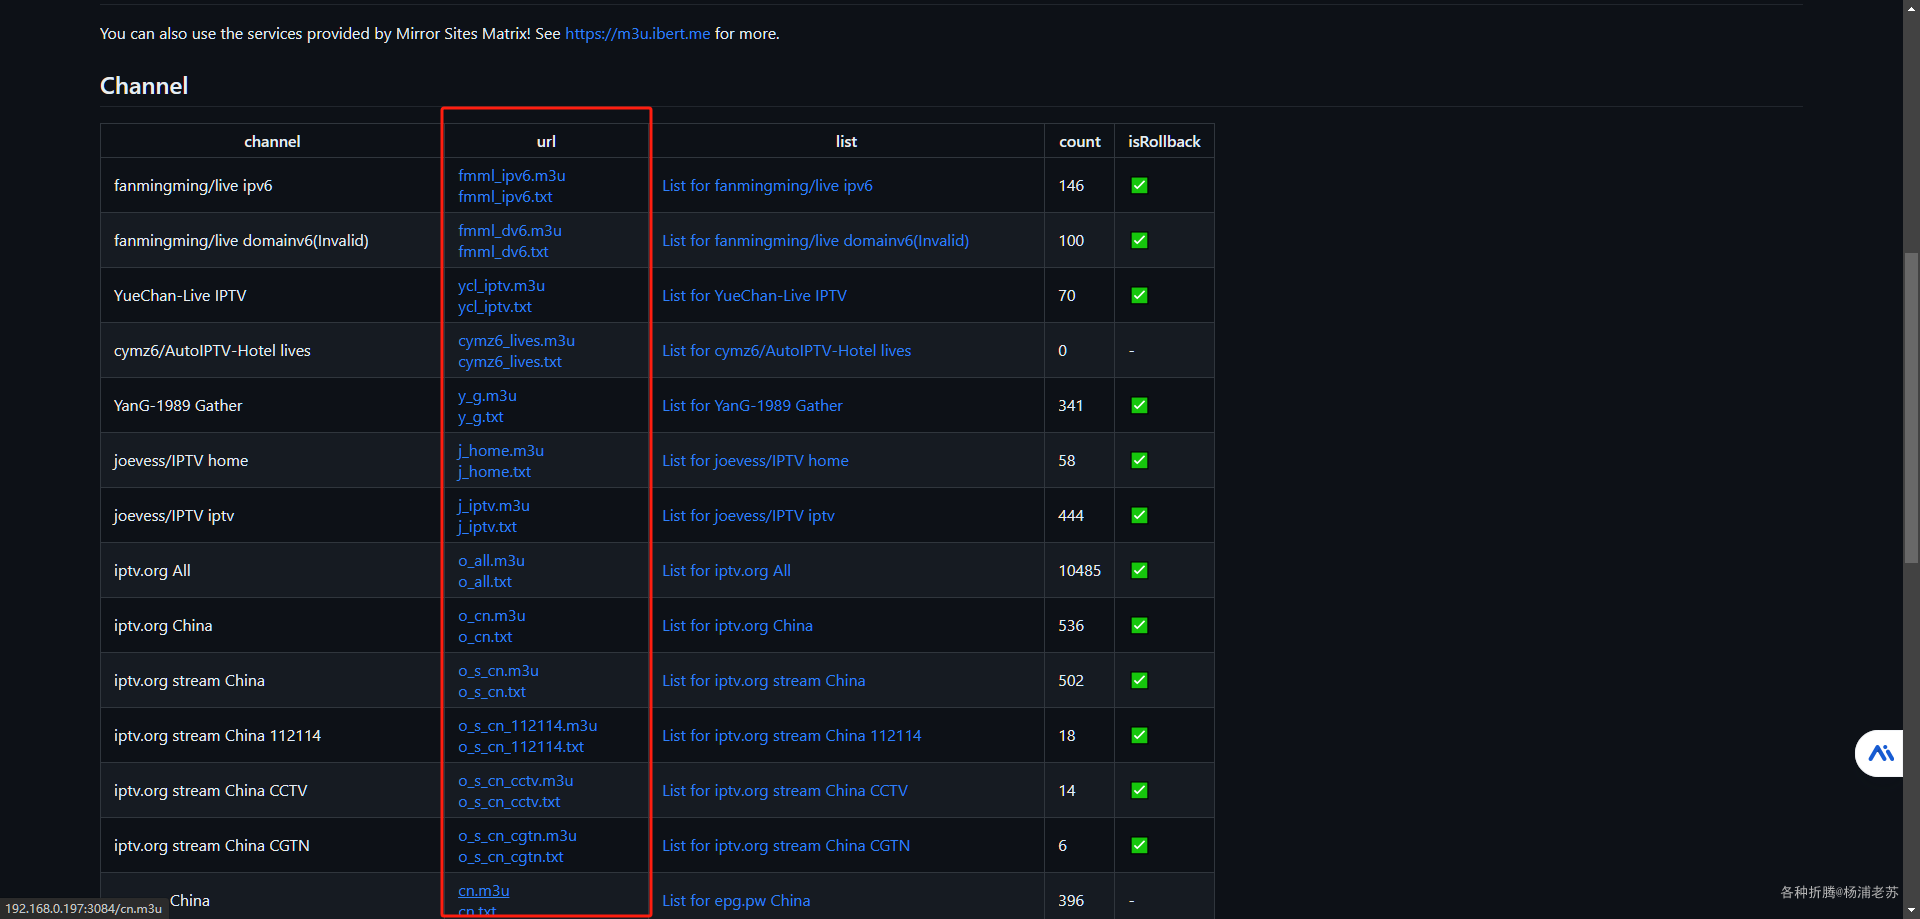 You can also use the services provided by Mirror Sites Matrix! See https://m3u.ibert.me for more.
Channel
channel url list count isRollback
fanmingming/live ipv6 fmml_ipv6.m3u List for fanmingming/live ipv6 146 ✅
fmml_ipv6.txt
fanmingming/live domainv6(Invalid) fmml_dv6.m3u List for fanmingming/live domainv6(Invalid) 100 ✅
fmml_dv6.txt
YueChan-Live IPTV ycl_iptv.m3u List for YueChan-Live IPTV 70 ✅
ycl_iptv.txt
cymz6/AutoIPTV-Hotel lives cymz6_lives.m3u List for cymz6/AutoIPTV-Hotel lives 0 -
cymz6_lives.txt
YanG-1989 Gather y_g.m3u List for YanG-1989 Gather 341 ✅
y_g.txt
joevess/IPTV home j_home.m3u List for joevess/IPTV home 58 ✅
j_home.txt
joevess/IPTV iptv j_iptv.m3u List for joevess/IPTV iptv 444 ✅
j_iptv.txt
iptv.org All o_all.m3u List for iptv.org All 10485 ✅
o_all.txt
iptv.org China o_cn.m3u List for iptv.org China 536 ✅
o_cn.txt
iptv.org stream China o_s_cn.m3u List for iptv.org stream China 502 ✅
o_s_cn.txt
iptv.org stream China 112114 o_s_cn_112114.m3u List for iptv.org stream China 112114 18 ✅
o_s_cn_112114.txt
iptv.org stream China CCTV o_s_cn_cctv.m3u List for iptv.org stream China CCTV 14 ✅
o_s_cn_cctv.txt
iptv.org stream China CGTN o_s_cn_cgtn.m3u List for iptv.org stream China CGTN 6 ✅
o_s_cn_cgtn.txt
China cn.m3u List for epg.pw China 396 -
cn.txt
192.168.0.197:3084/cn.m3u
各种折腾@杨浦老苏